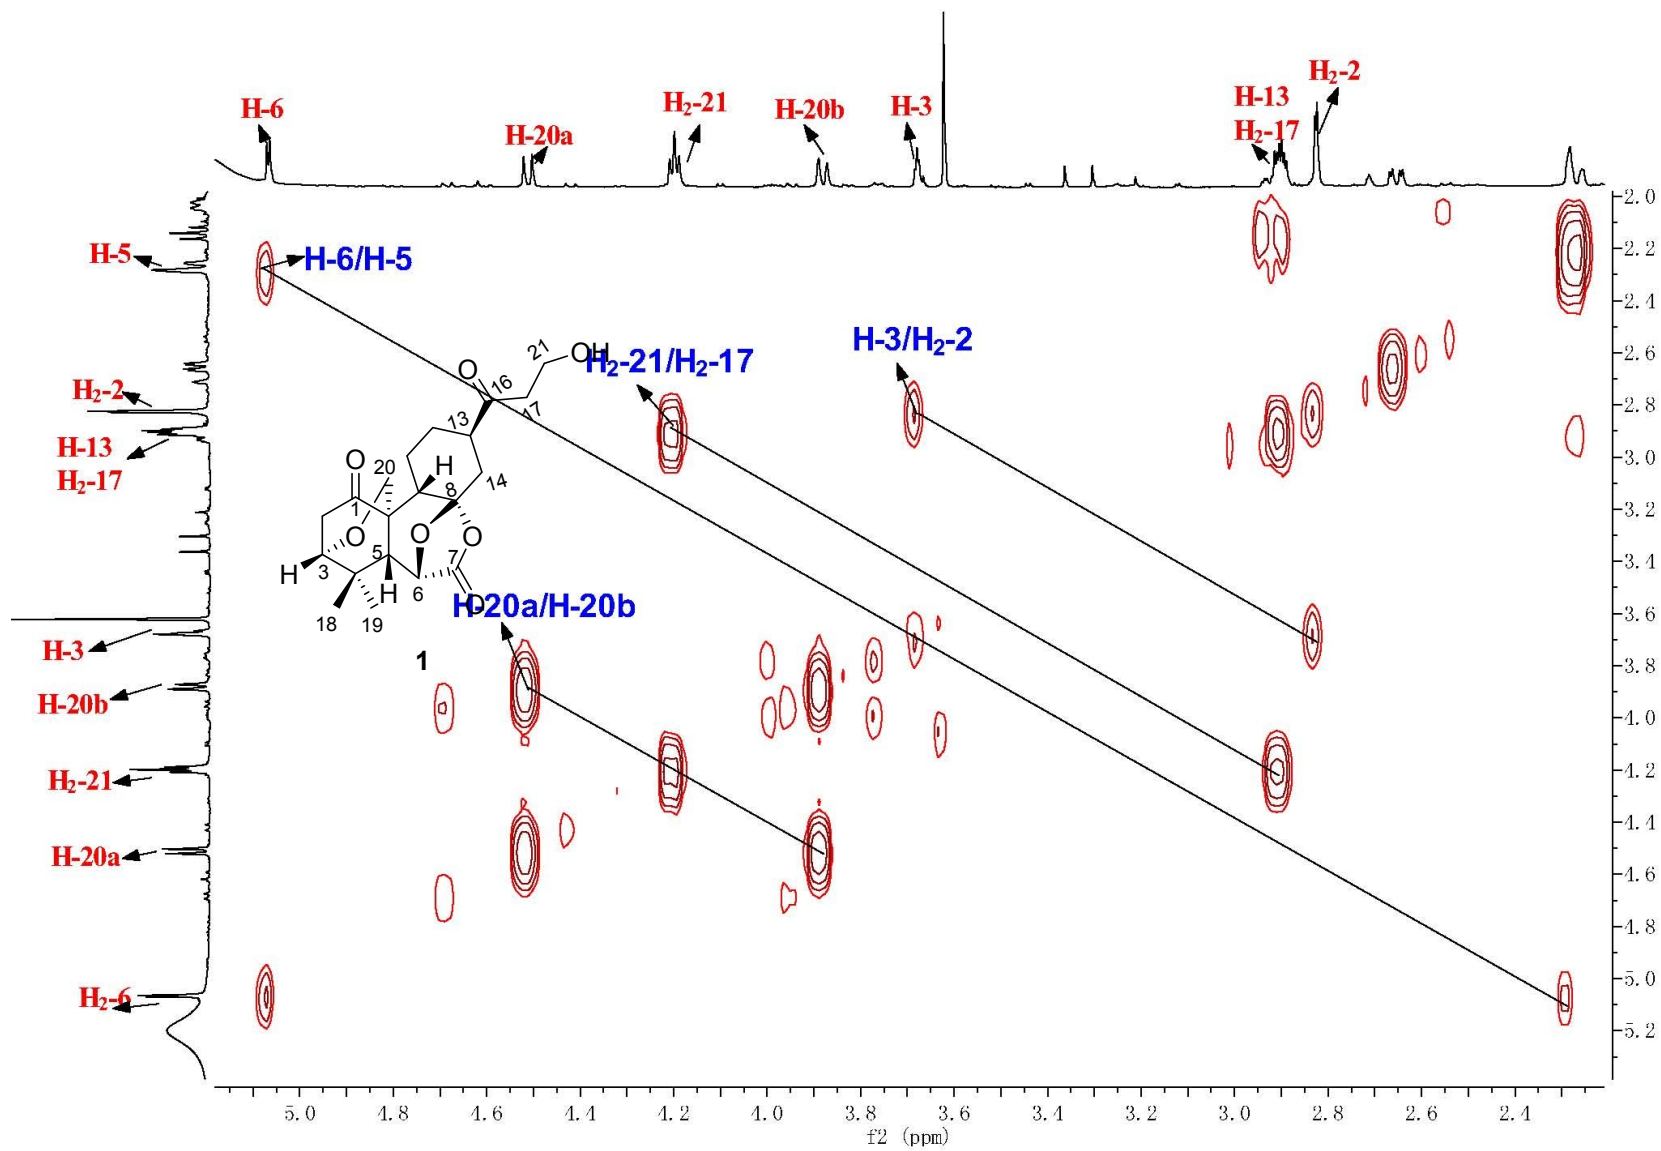 H₂-2
H-6
H₂-21
H-20b
H-3
H-13
H₂-17
H-20a
2.0
H-5
H-6/H-5
2.2
2.4
H₂-2
H-13
H₂-17
OH
21
O
16
17
H₂-21/H₂-17
H-3/H₂-2
2.6
2.8
3.0
13
O
20
H
14
8
1
O
O
O
3.2
H
3
5
7
H
6
O
3.4
18
19
H-20a/H-20b
3.6
1
H-3
H-20b
3.8
4.0
H₂-21
4.2
4.4
H-20a
4.6
4.8
H₂-6
5.0
5.2
5.0 4.8 4.6 4.4 4.2 4.0 3.8 3.6 3.4 3.2 3.0 2.8 2.6 2.4
f2 (ppm)